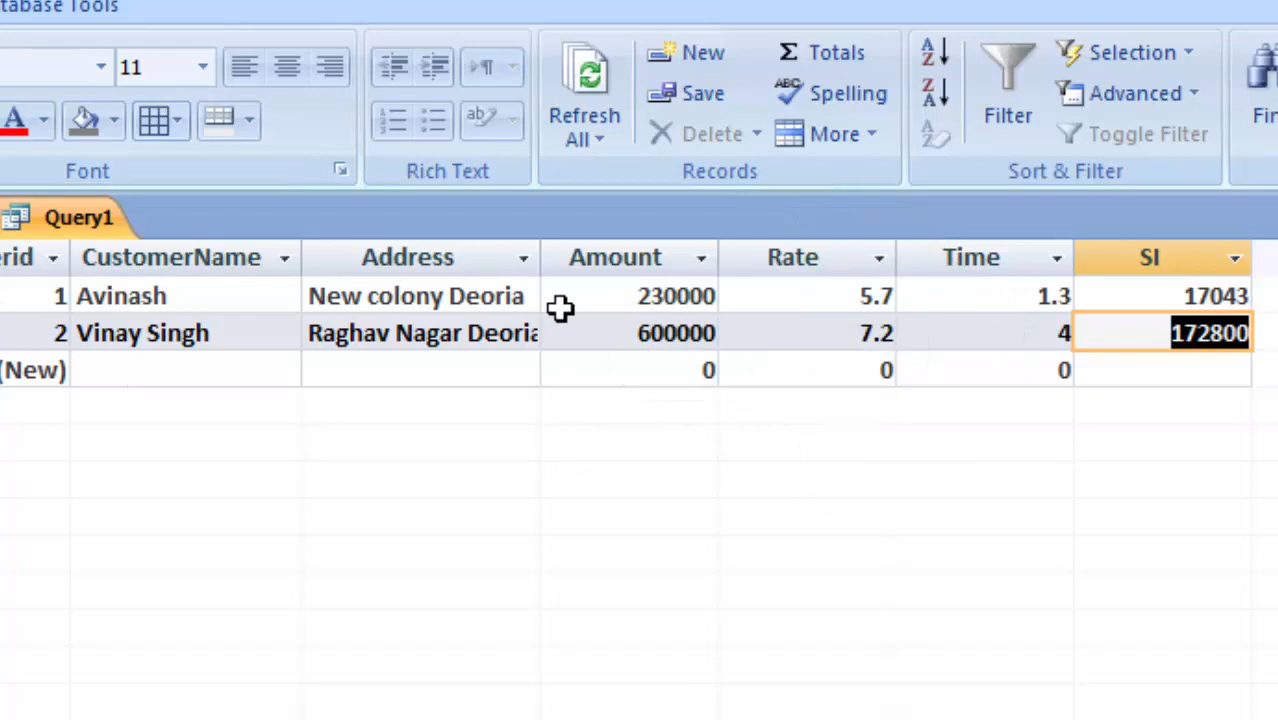 tabase Tools
11
New
Save
Delete
Totals
Spelling
More
Refresh
All
Selection
Advanced
Toggle Filter
Filter
Fin
Font
Rich Text
Records
Sort & Filter
Query1
erid CustomerName Address Amount Rate Time SI
1 Avinash New colony Deoria 230000 5.7 1.3 17043
2 Vinay Singh Raghav Nagar Deoria 600000 7.2 4 172800
(New) 0 0 0